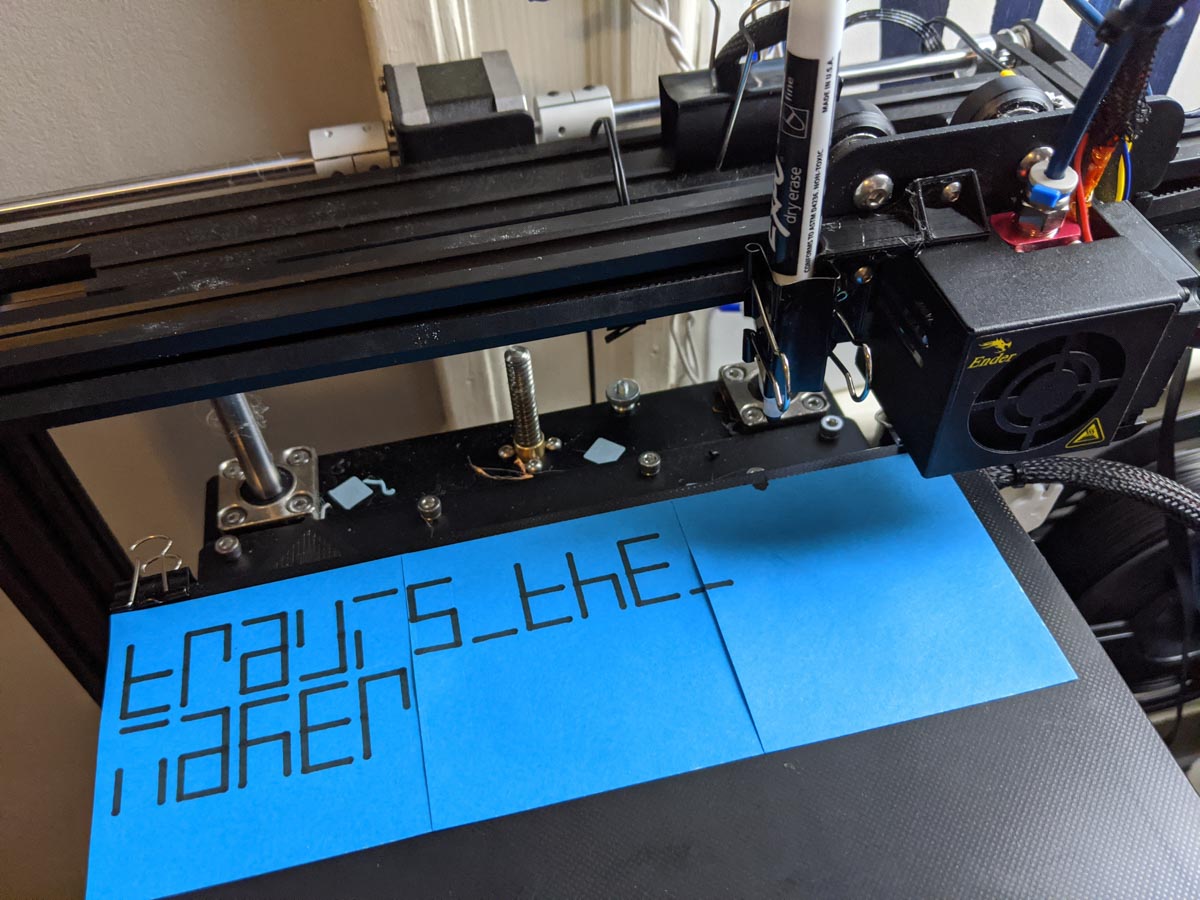 fine
MADE IN U.S.A.
EXPO
dry erase
CONFORMS TO ASTM D4236. NON-TOXIC.
Ender
travis_thE_
maKEr